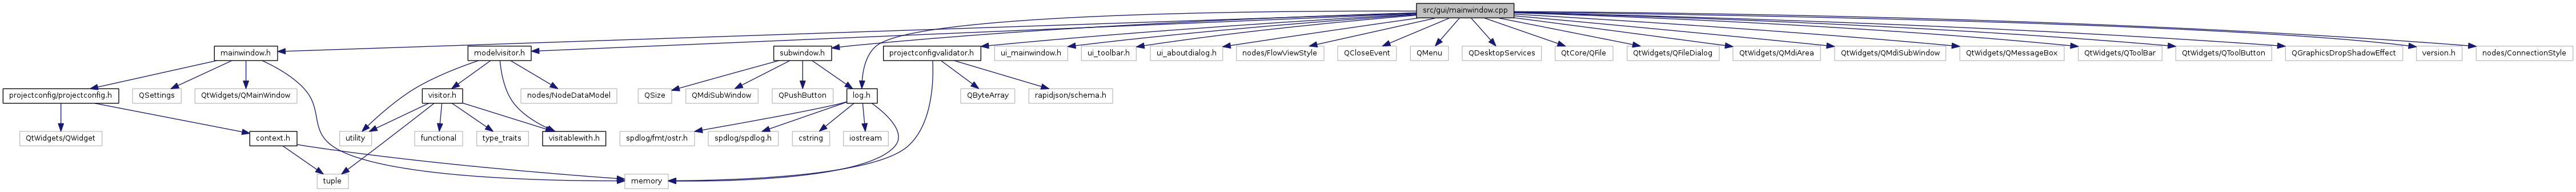 src/gui/mainwindow.cpp
mainwindow.h
modelvisitor.h
subwindow.h
projectconfigvalidator.h
ui_mainwindow.h
ui_toolbar.h
ui_aboutdialog.h
nodes/FlowViewStyle
QCloseEvent
QMenu
QDesktopServices
QtCore/QFile
QtWidgets/QFileDialog
QtWidgets/QMdiArea
QtWidgets/QMdiSubWindow
QtWidgets/QMessageBox
QtWidgets/QToolBar
QtWidgets/QToolButton
QGraphicsDropShadowEffect
version.h
nodes/ConnectionStyle
projectconfig/projectconfig.h
QSettings
QtWidgets/QMainWindow
visitor.h
nodes/NodeDataModel
QSize
QMdiSubWindow
QPushButton
log.h
QByteArray
rapidjson/schema.h
QtWidgets/QWidget
context.h
utility
functional
type_traits
visitablewith.h
spdlog/fmt/ostr.h
spdlog/spdlog.h
cstring
iostream
tuple
memory